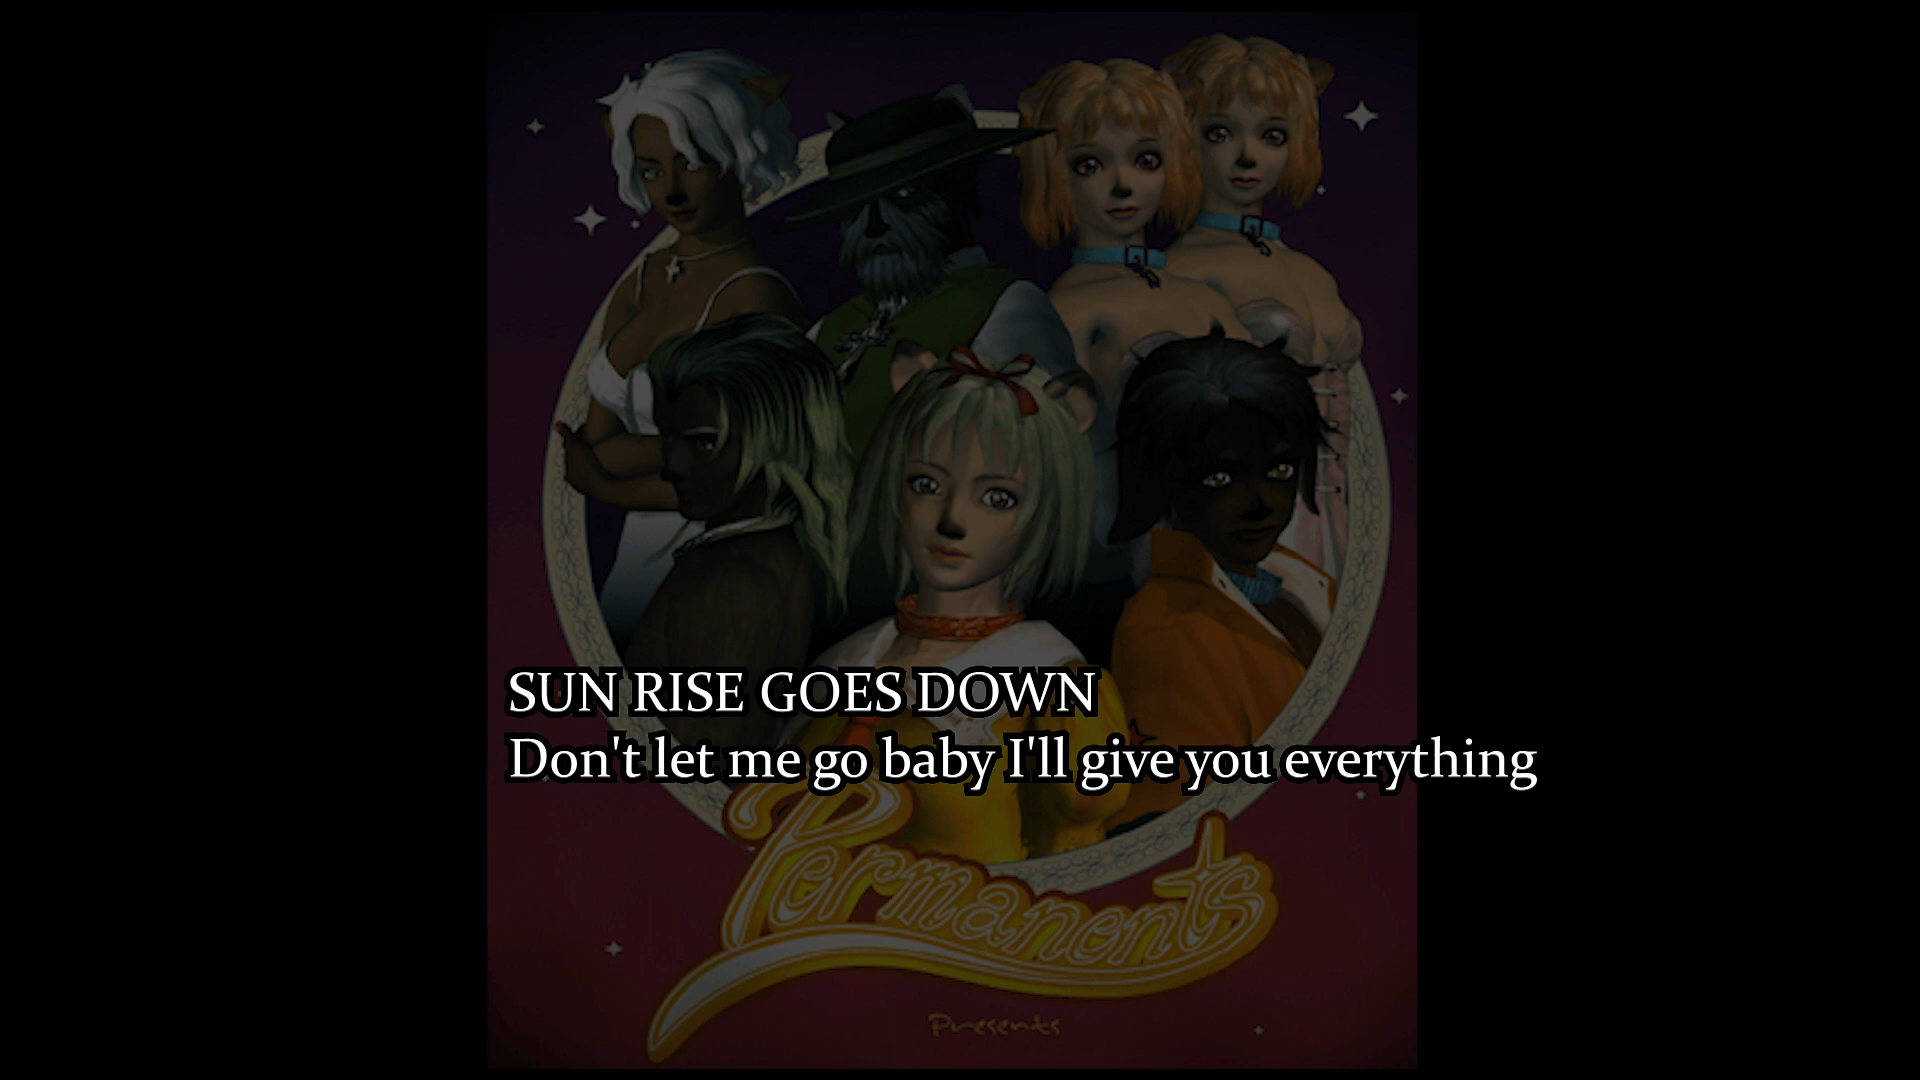 SUN RISE GOES DOWN
Don't let me go baby I'll give you everything
Permanents
Presents